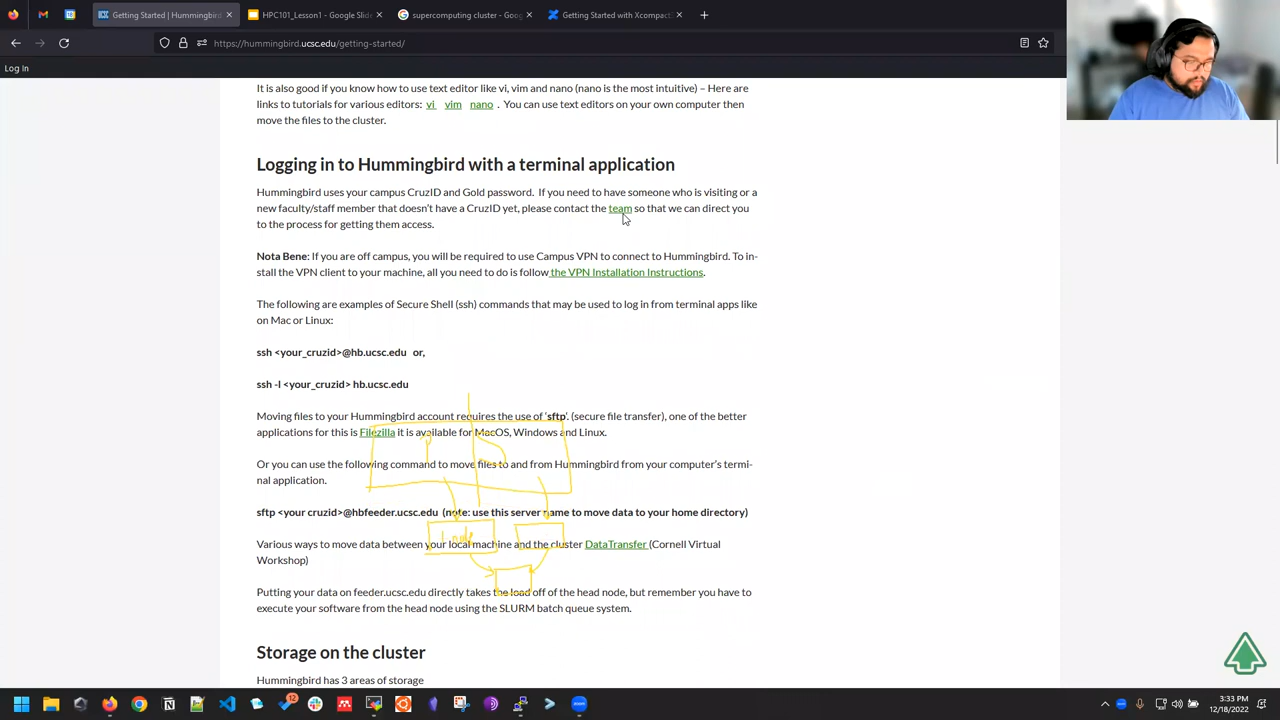 Getting Started | Hummingbird
HPC101_Lesson1 - Google Slides
supercomputing cluster - Goog
Getting Started with Xcompact
https://hummingbird.ucsc.edu/getting-started/
Log In
It is also good if you know how to use text editor like vi, vim and nano (nano is the most intuitive) – Here are
links to tutorials for various editors: vi vim nano . You can use text editors on your own computer then
move the files to the cluster.
Logging in to Hummingbird with a terminal application
Hummingbird uses your campus CruzID and Gold password. If you need to have someone who is visiting or a
new faculty/staff member that doesn't have a CruzID yet, please contact the team so that we can direct you
to the process for getting them access.
Nota Bene: If you are off campus, you will be required to use Campus VPN to connect to Hummingbird. To in-
stall the VPN client to your machine, all you need to do is follow the VPN Installation Instructions.
The following are examples of Secure Shell (ssh) commands that may be used to log in from terminal apps like
on Mac or Linux:
ssh <your_cruzid>@hb.ucsc.edu or,
ssh -l <your_cruzid> hb.ucsc.edu
Moving files to your Hummingbird account requires the use of 'sftp'. (secure file transfer), one of the better
applications for this is Filezilla it is available for MacOS, Windows and Linux.
Or you can use the following command to move files to and from Hummingbird from your computer's termi-
nal application.
sftp <your cruzid>@hbfeeder.ucsc.edu (note: use this server name to move data to your home directory)
Various ways to move data between your local machine and the cluster DataTransfer (Cornell Virtual
Workshop)
Putting your data on feeder.ucsc.edu directly takes the load off of the head node, but remember you have to
execute your software from the head node using the SLURM batch queue system.
Storage on the cluster
Hummingbird has 3 areas of storage
12
3:33 PM
12/18/2022